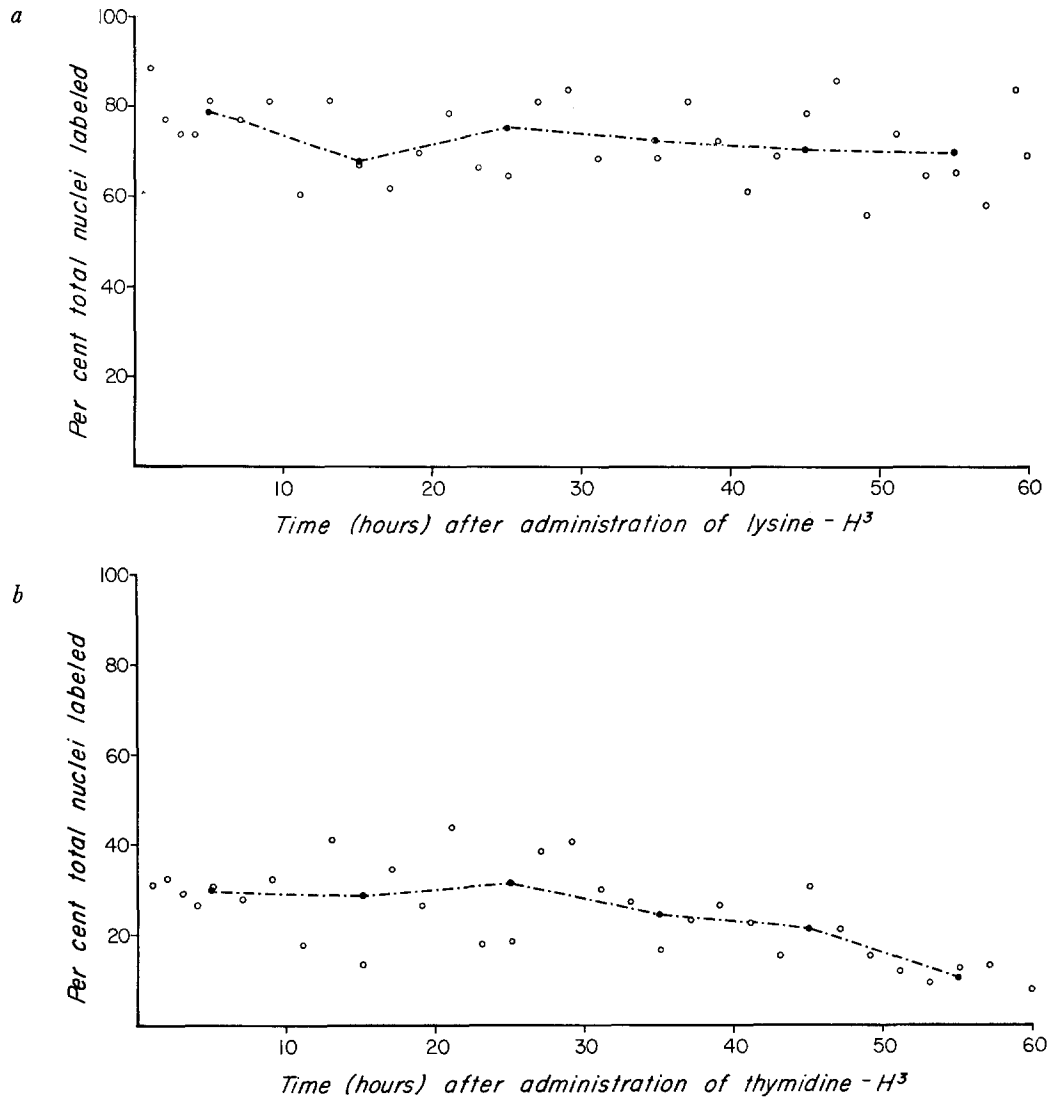 a
100
80
60
40
20
Per cent total nuclei labeled
10 20 30 40 50 60
Time (hours) after administration of lysine - H³
b
100
80
60
40
20
Per cent total nuclei labeled
10 20 30 40 50 60
Time (hours) after administration of thymidine - H³